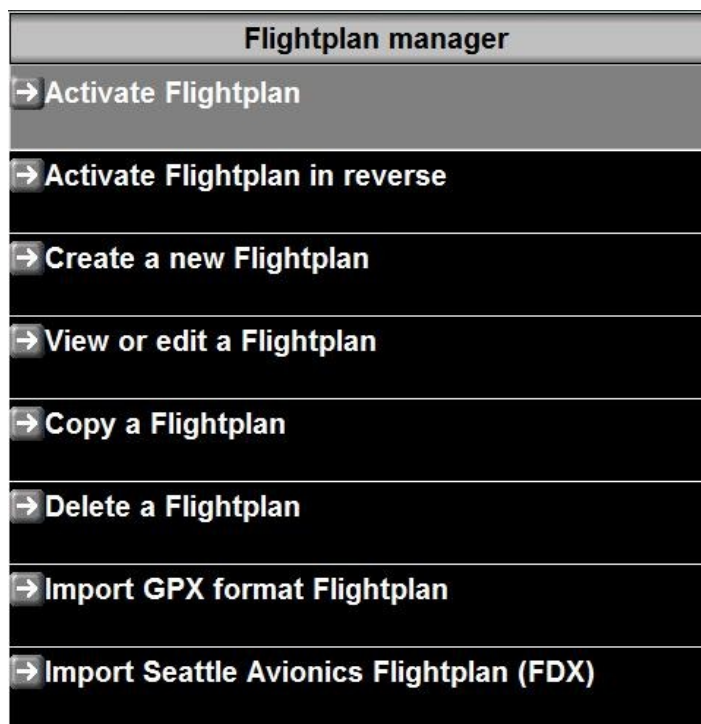 Flightplan manager
Activate Flightplan
Activate Flightplan in reverse
Create a new Flightplan
View or edit a Flightplan
Copy a Flightplan
Delete a Flightplan
Import GPX format Flightplan
Import Seattle Avionics Flightplan (FDX)